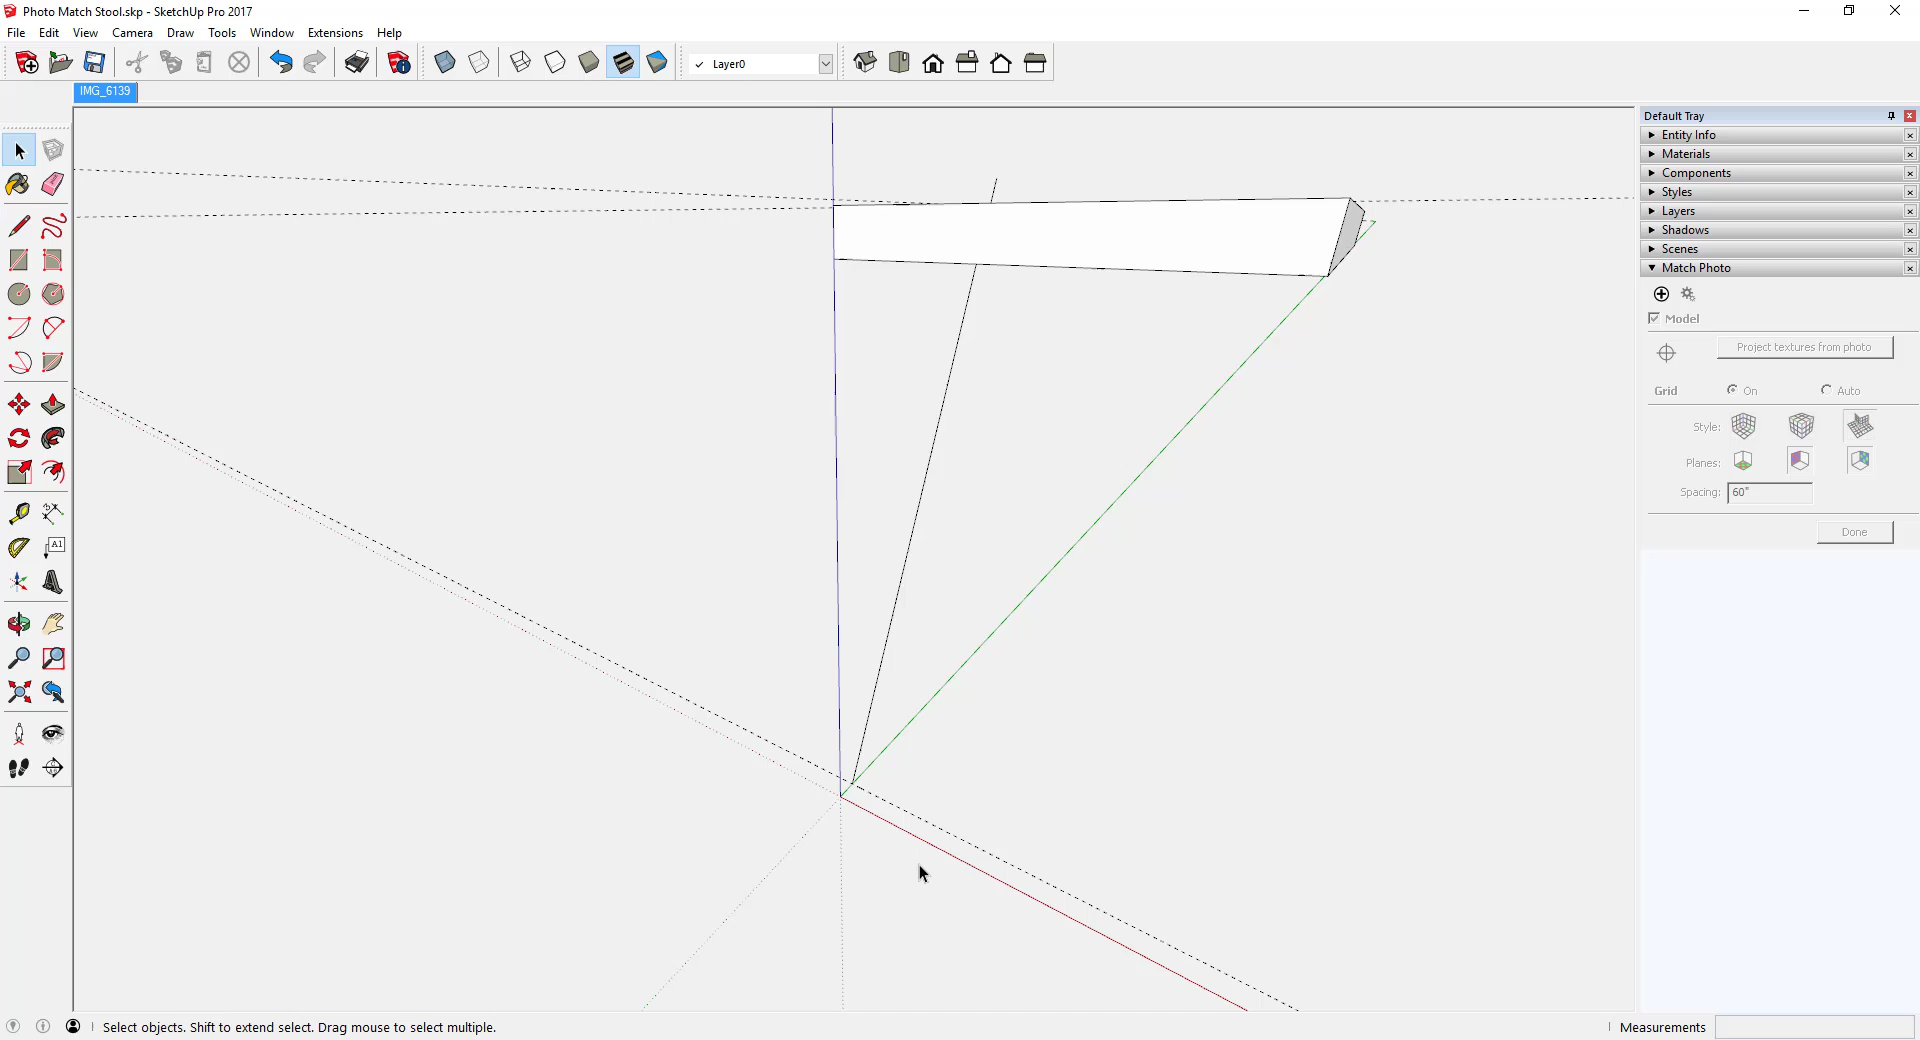 Photo Match Stool.skp - SketchUp Pro 2017
File Edit View Camera Draw Tools Window Extensions Help
Layer0
IMG_6139
Default Tray
Entity Info
Materials
Components
Styles
Layers
Shadows
Scenes
Match Photo
Model
Project textures from photo
Grid On Auto
Style:
Planes:
Spacing: 60"
Done
A1
Select objects. Shift to extend select. Drag mouse to select multiple.
Measurements